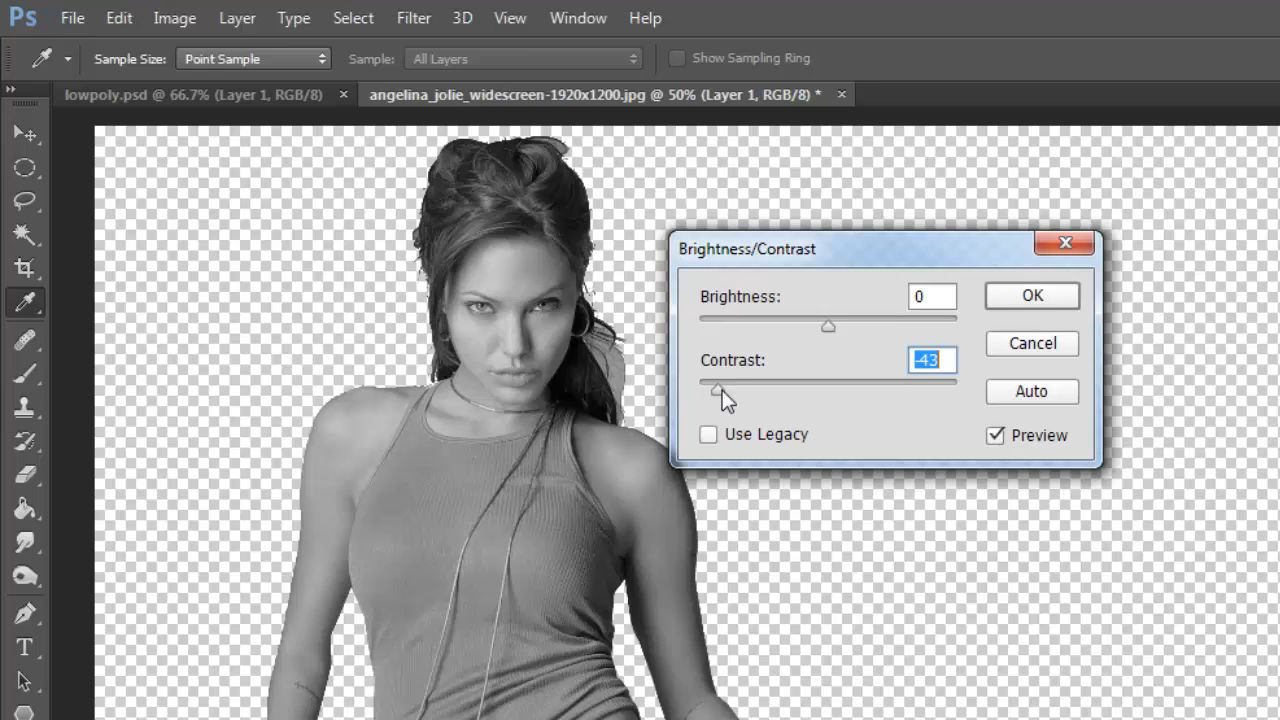 Ps File Edit Image Layer Type Select Filter 3D View Window Help
Sample Size: Point Sample Sample: All Layers Show Sampling Ring
lowpoly.psd @ 66.7% (Layer 1, RGB/8) × angelina_jolie_widescreen-1920x1200.jpg @ 50% (Layer 1, RGB/8) * ×
Brightness/Contrast
Brightness: 0 OK
Cancel
Contrast: -43
Auto
Use Legacy Preview
T